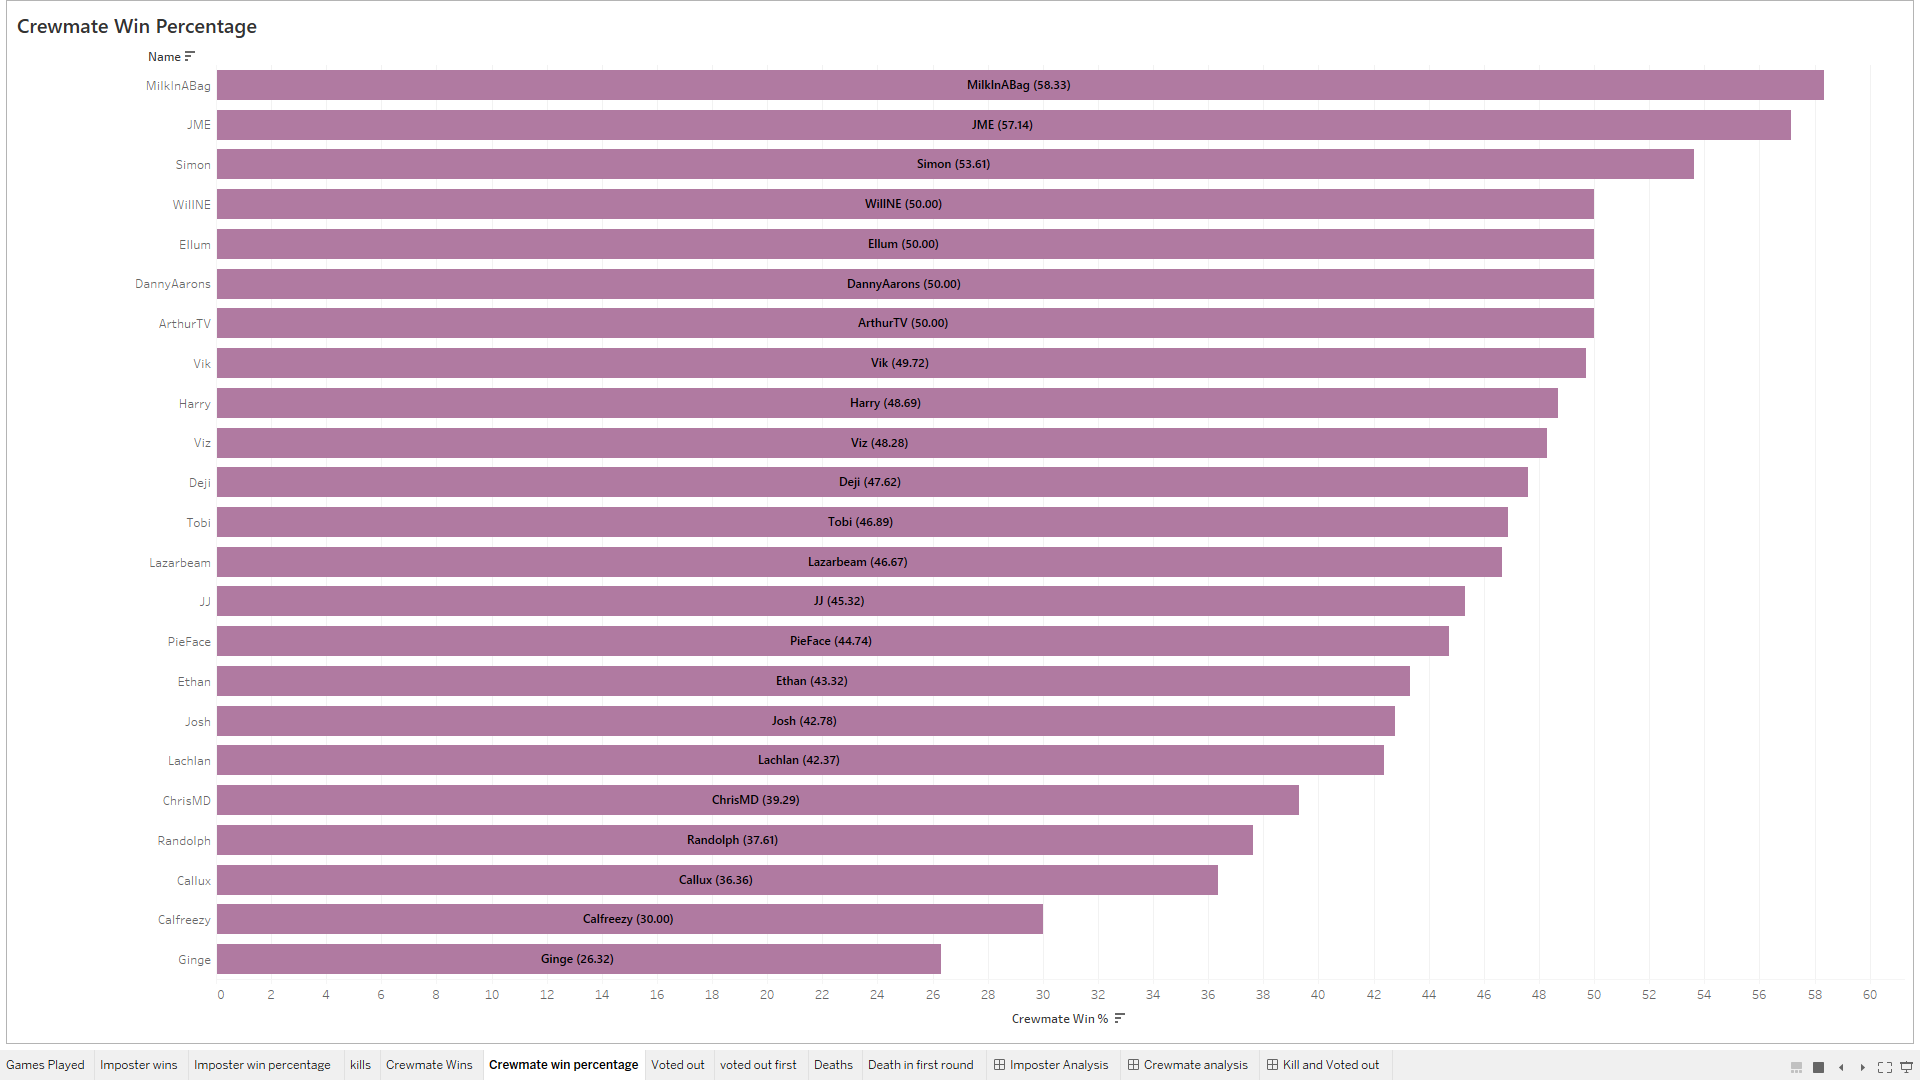 Crewmate Win Percentage
Name
MilkInABag MilkInABag (58.33)
JME JME (57.14)
Simon Simon (53.61)
WillNE WillNE (50.00)
Ellum Ellum (50.00)
DannyAarons DannyAarons (50.00)
ArthurTV ArthurTV (50.00)
Vik Vik (49.72)
Harry Harry (48.69)
Viz Viz (48.28)
Deji Deji (47.62)
Tobi Tobi (46.89)
Lazarbeam Lazarbeam (46.67)
JJ JJ (45.32)
PieFace PieFace (44.74)
Ethan Ethan (43.32)
Josh Josh (42.78)
Lachlan Lachlan (42.37)
ChrisMD ChrisMD (39.29)
Randolph Randolph (37.61)
Callux Callux (36.36)
Calfreezy Calfreezy (30.00)
Ginge Ginge (26.32)
0 2 4 6 8 10 12 14 16 18 20 22 24 26 28 30 32 34 36 38 40 42 44 46 48 50 52 54 56 58 60
Crewmate Win %
Games Played Imposter wins Imposter win percentage kills Crewmate Wins Crewmate win percentage Voted out voted out first Deaths Death in first round Imposter Analysis Crewmate analysis Kill and Voted out